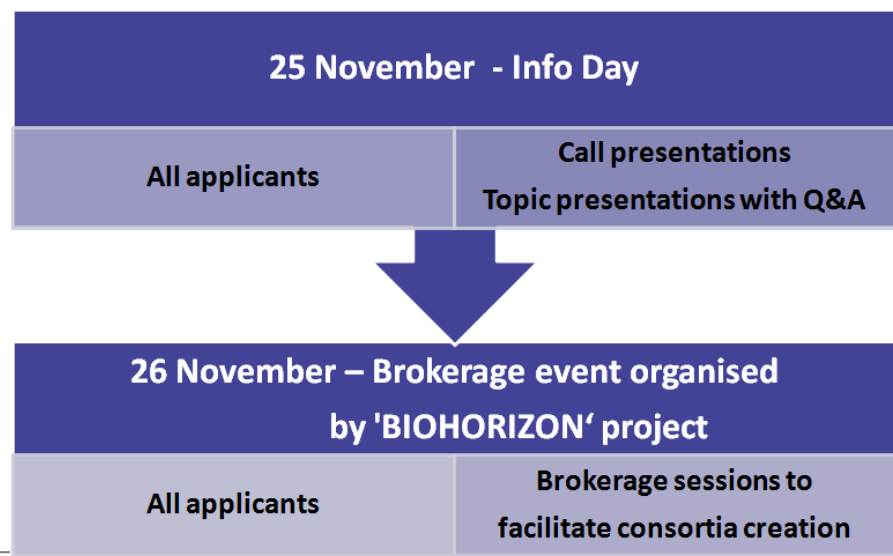 25 November  - Info Day
All applicants
Call presentations
Topic presentations with Q&A
26 November – Brokerage event organised
by 'BIOHORIZON‘ project
All applicants
Brokerage sessions to
facilitate consortia creation